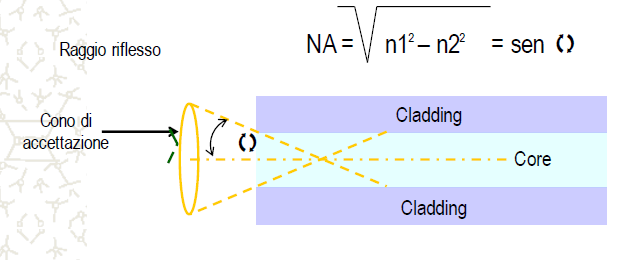 NA = √ n1² – n2² = sen 🗘
Raggio riflesso
Cono di
accettazione
Cladding
🗘
Core
Cladding